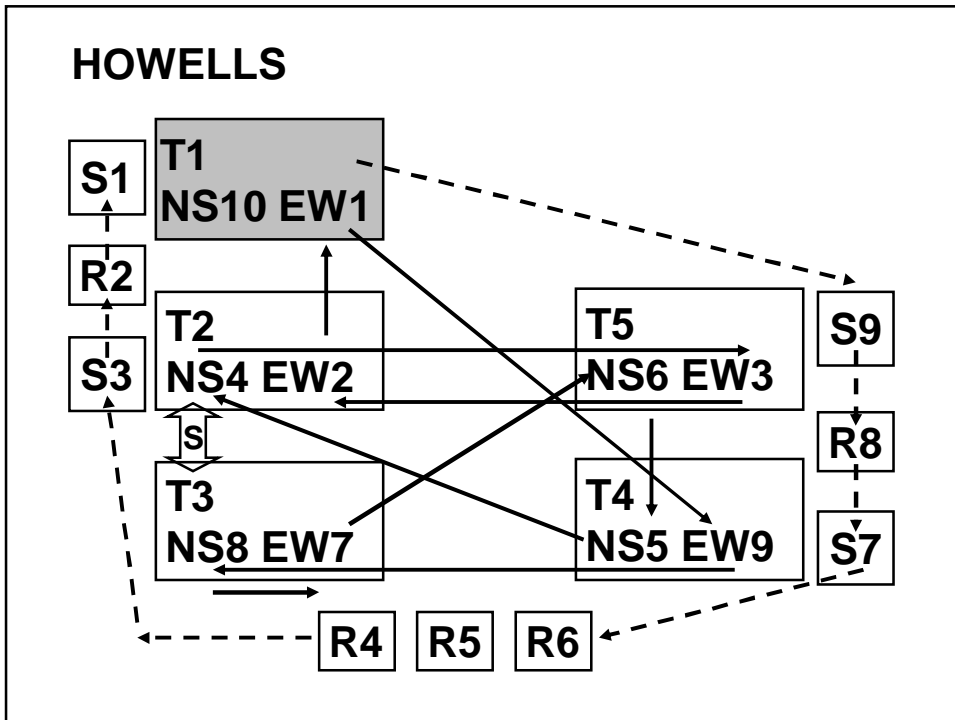 HOWELLS
S1
T1
NS10 EW1
R2
S3
T2
NS4 EW2
T5
NS6 EW3
S9
S
R8
T3
NS8 EW7
T4
NS5 EW9
S7
R4
R5
R6